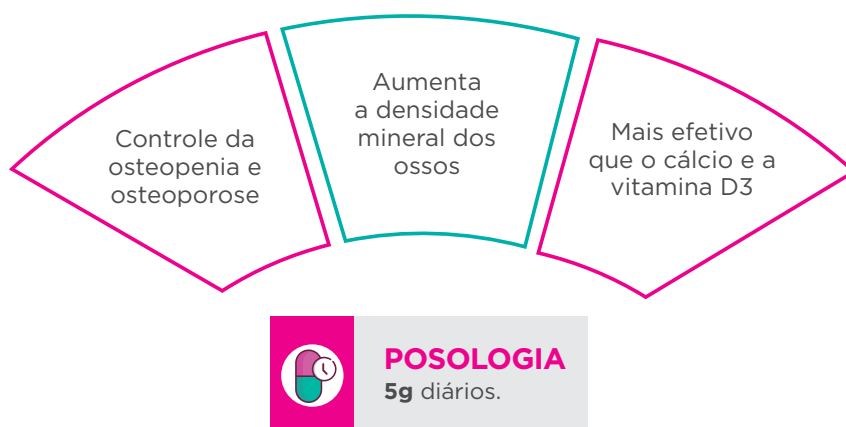 Controle da
osteopenia e
osteoporose
Aumenta
a densidade
mineral dos
ossos
Mais efetivo
que o cálcio e a
vitamina D3
POSOLOGIA
5g diários.